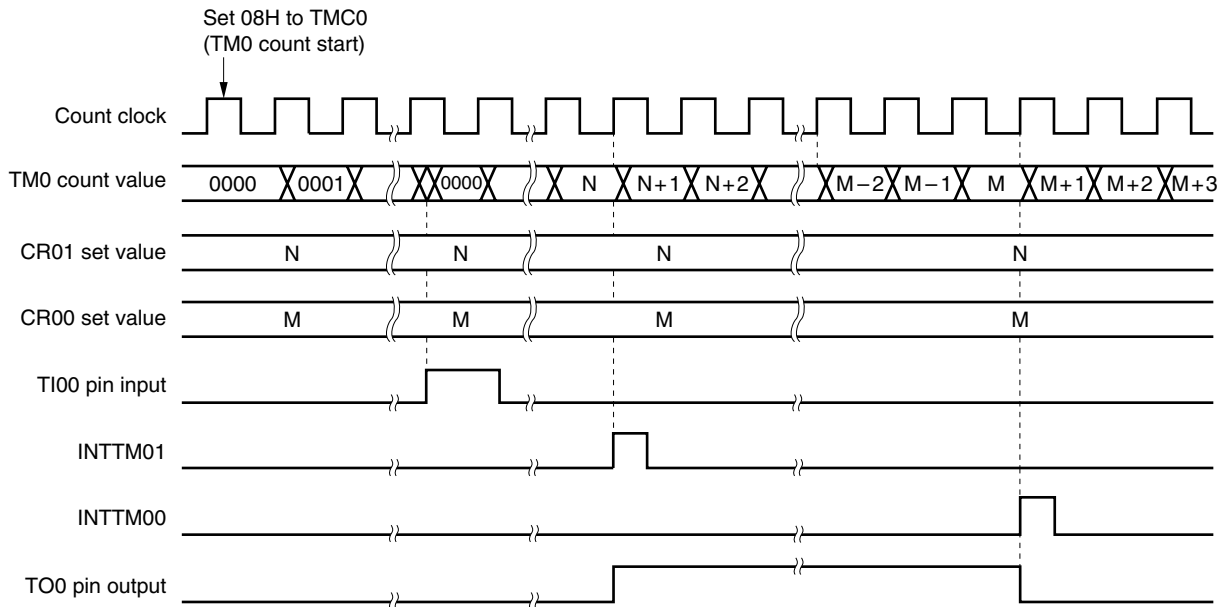 Set 08H to TMC0
(TM0 count start)
Count clock
TM0 count value 0000 0001 0000 N N+1 N+2 M−2 M−1 M M+1 M+2 M+3
CR01 set value N N N N
CR00 set value M M M M
TI00 pin input
INTTM01
INTTM00
TO0 pin output